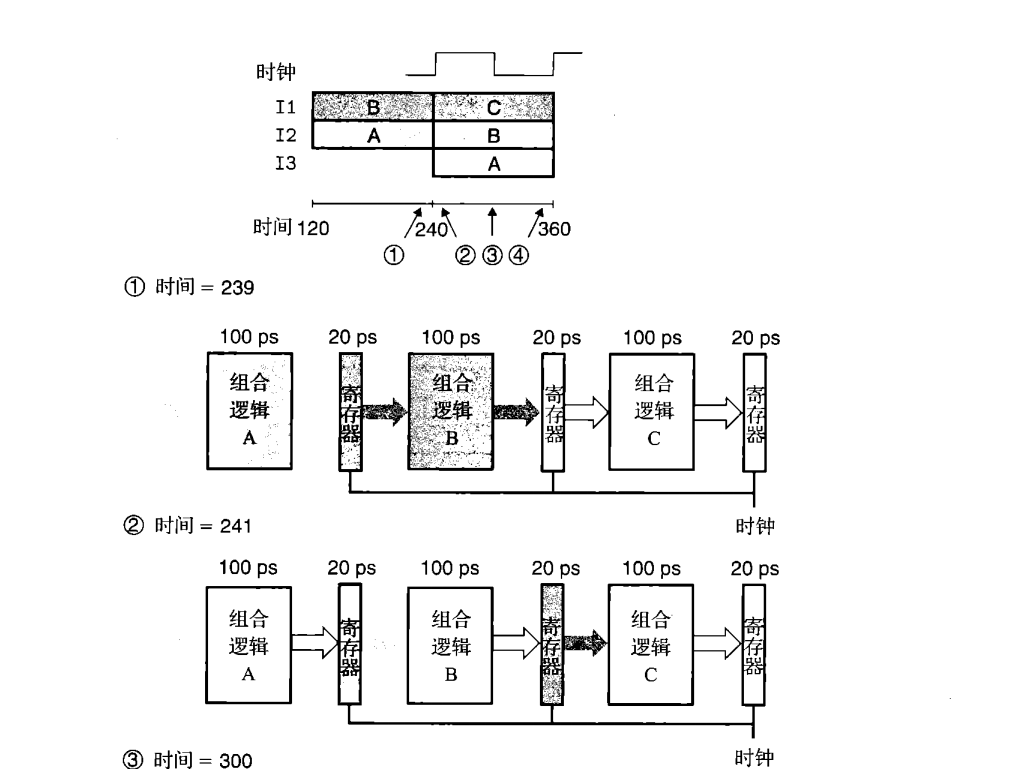 时钟
I1 B C
I2 A B
I3 A
时间 120 240 360
① ② ③ ④
① 时间 = 239
100 ps 20 ps 100 ps 20 ps 100 ps 20 ps
组合 逻辑 A 寄存器 组合 逻辑 B 寄存器 组合 逻辑 C 寄存器
时钟
② 时间 = 241
100 ps 20 ps 100 ps 20 ps 100 ps 20 ps
组合 逻辑 A 寄存器 组合 逻辑 B 寄存器 组合 逻辑 C 寄存器
时钟
③ 时间 = 300